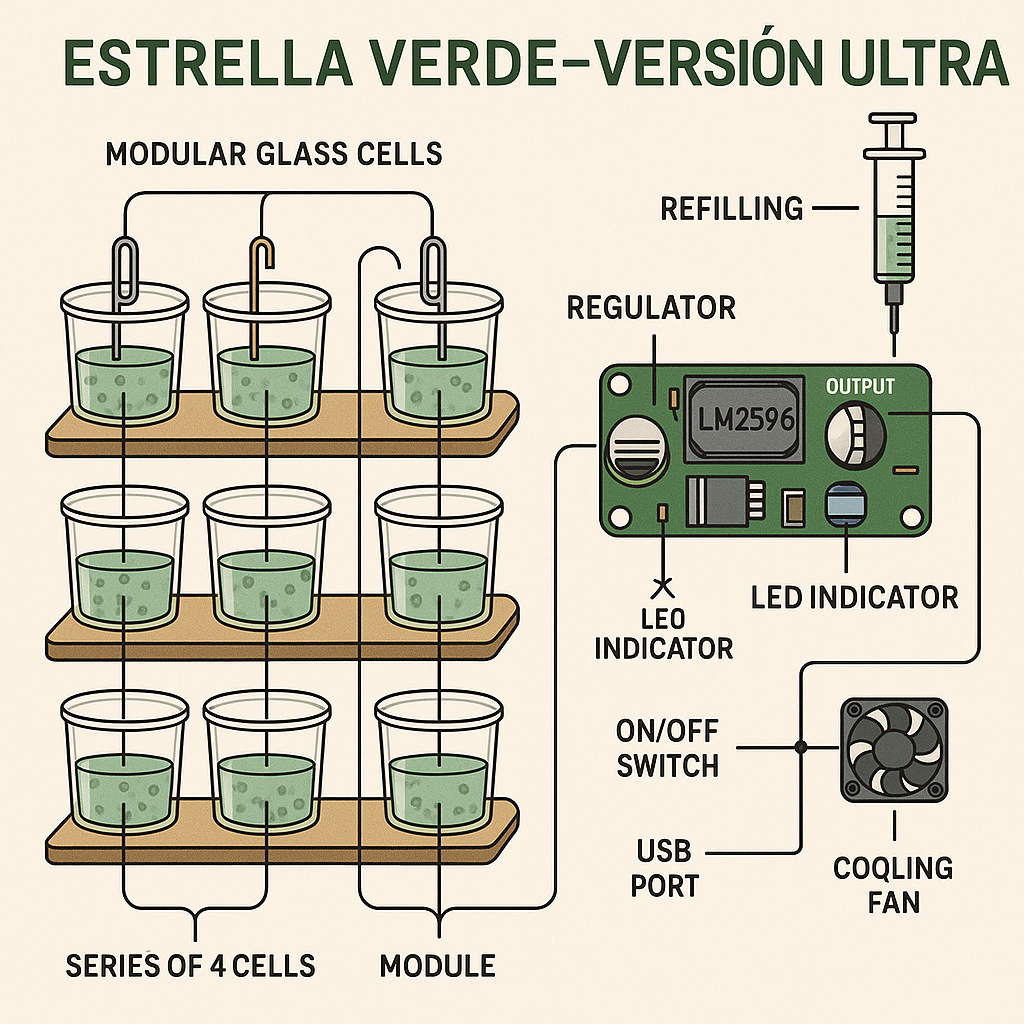 ESTRELLA VERDE–VERSIÓN ULTRA
MODULAR GLASS CELLS
REFILLING
REGULATOR
LM2596
OUTPUT
LED INDICATOR
LEO
INDICATOR
ON/OFF
SWITCH
USB
PORT
COQLING
FAN
SERIES OF 4 CELLS
MODULE